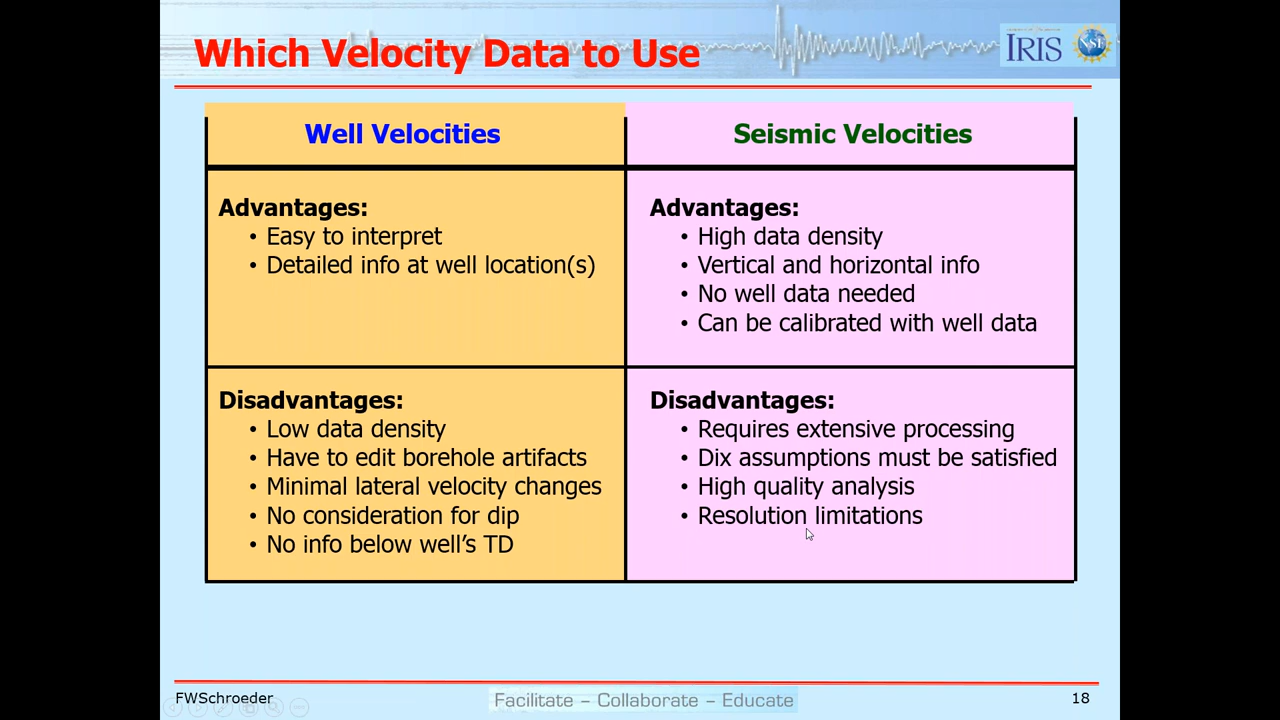 Which Velocity Data to Use
IRIS
NSF
Well Velocities
Seismic Velocities
Advantages:
• Easy to interpret
• Detailed info at well location(s)
Advantages:
• High data density
• Vertical and horizontal info
• No well data needed
• Can be calibrated with well data
Disadvantages:
• Low data density
• Have to edit borehole artifacts
• Minimal lateral velocity changes
• No consideration for dip
• No info below well's TD
Disadvantages:
• Requires extensive processing
• Dix assumptions must be satisfied
• High quality analysis
• Resolution limitations
FWSchroeder
Facilitate – Collaborate – Educate
18